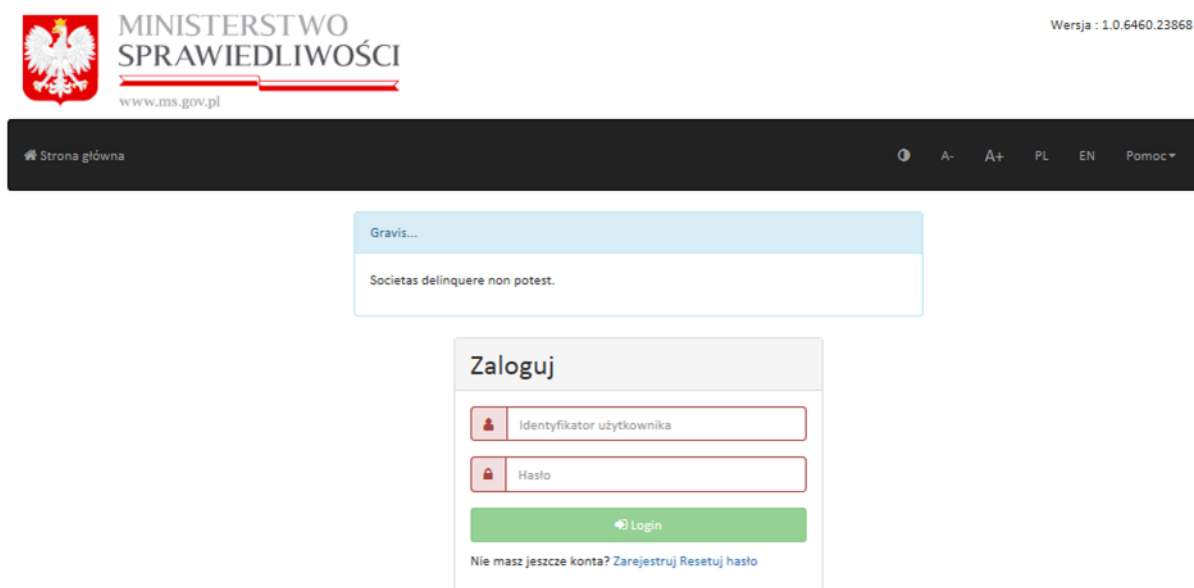 MINISTERSTWO
SPRAWIEDLIWOŚCI
www.ms.gov.pl
Wersja : 1.0.6460.23868
Strona główna A- A+ PL EN Pomoc
Gravis...
Societas delinquere non potest.
Zaloguj
Identyfikator użytkownika
Hasło
Login
Nie masz jeszcze konta? Zarejestruj Resetuj hasło